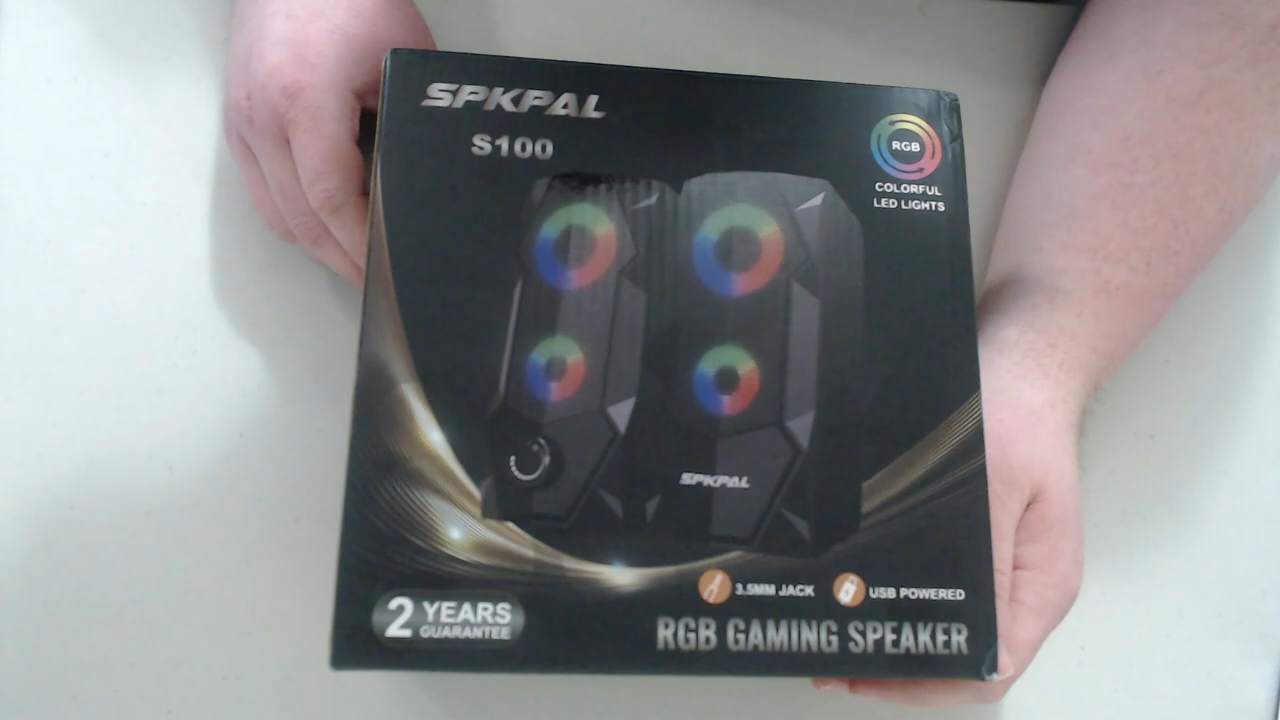 SPKPAL
S100
RGB
COLORFUL
LED LIGHTS
SPKPAL
3.5MM JACK
USB POWERED
2 YEARS
GUARANTEE
RGB GAMING SPEAKER